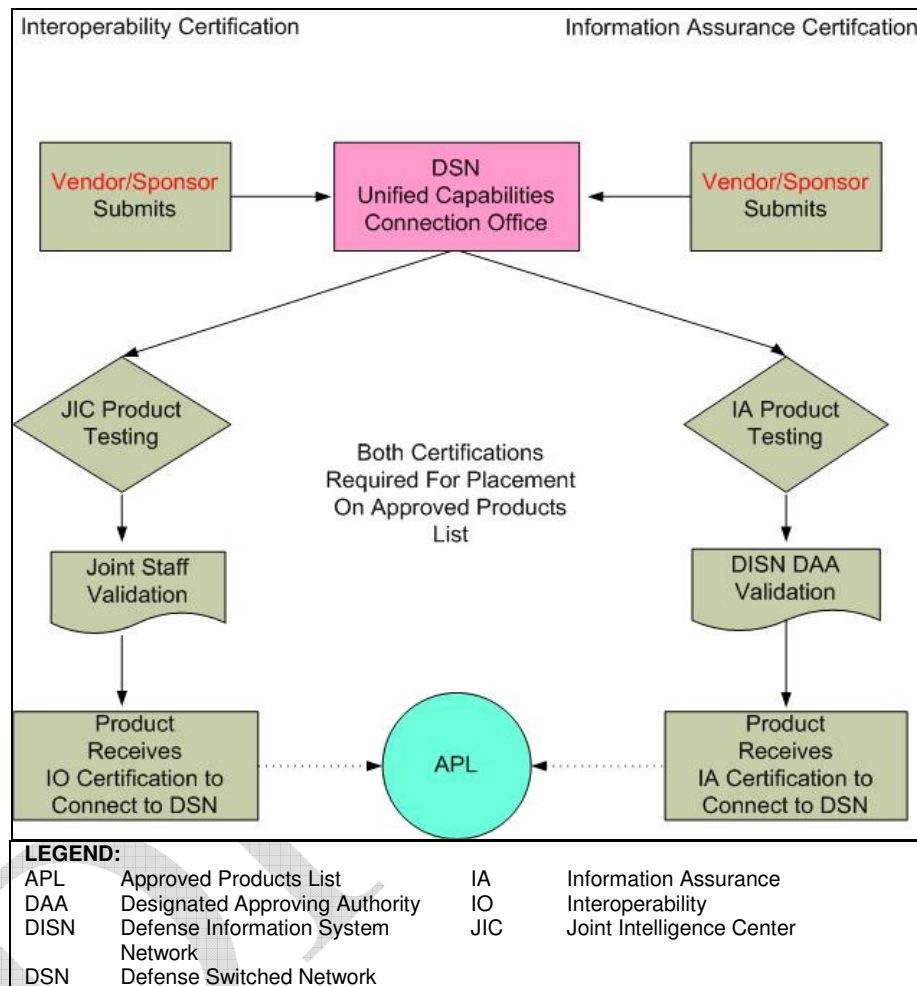 Interoperability Certification
Information Assurance Certifcation
Vendor/Sponsor
Submits
DSN
Unified Capabilities
Connection Office
Vendor/Sponsor
Submits
JIC Product
Testing
IA Product
Testing
Both Certifications
Required For Placement
On Approved Products
List
Joint Staff
Validation
DISN DAA
Validation
Product
Receives
IO Certification to
Connect to DSN
APL
Product
Receives
IA Certification to
Connect to DSN
LEGEND:
APL Approved Products List
DAA Designated Approving Authority
DISN Defense Information System
Network
DSN Defense Switched Network
IA Information Assurance
IO Interoperability
JIC Joint Intelligence Center